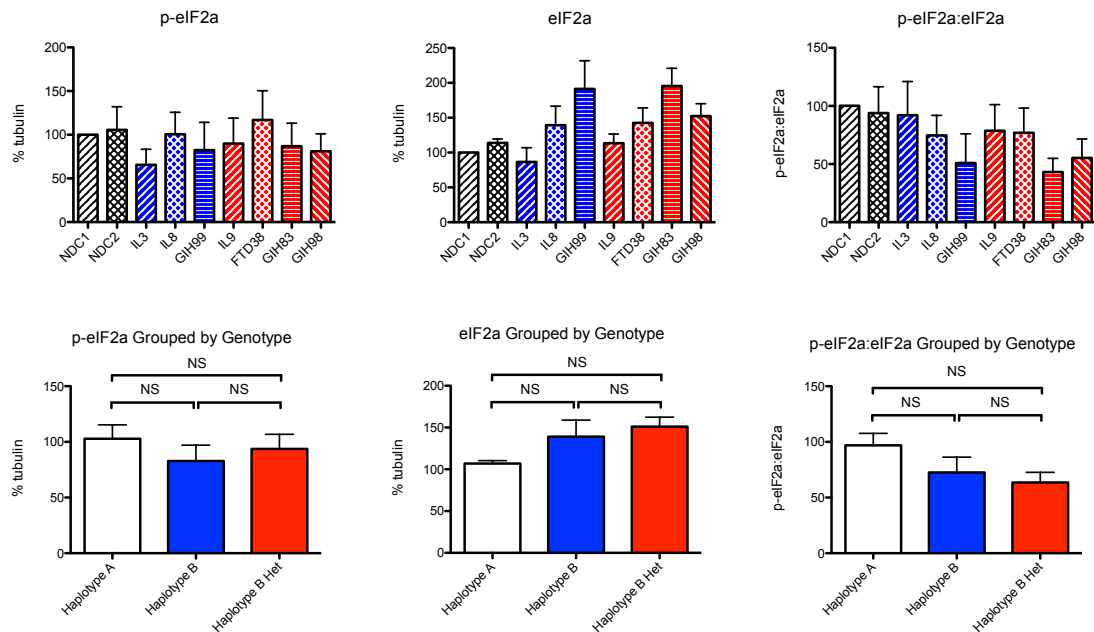 p-eIF2a
200
150
100
50
0
% tubulin
NDC1
NDC2
IL3
IL8
GIH99
IL9
FTD38
GIH83
GIH98
eIF2a
250
200
150
100
50
0
% tubulin
NDC1
NDC2
IL3
IL8
GIH99
IL9
FTD38
GIH83
GIH98
p-eIF2a:eIF2a
150
100
50
0
p-eIF2a:eIF2a
NDC1
NDC2
IL3
IL8
GIH99
IL9
FTD38
GIH83
GIH98
p-eIF2a Grouped by Genotype
NS
NS NS
150
100
50
0
% tubulin
Haplotype A
Haplotype B
Haplotype B Het
eIF2a Grouped by Genotype
NS
NS NS
200
150
100
50
0
% tubulin
Haplotype A
Haplotype B
Haplotype B Het
p-eIF2a:eIF2a Grouped by Genotype
NS
NS NS
150
100
50
0
p-eIF2a:eIF2a
Haplotype A
Haplotype B
Haplotype B Het